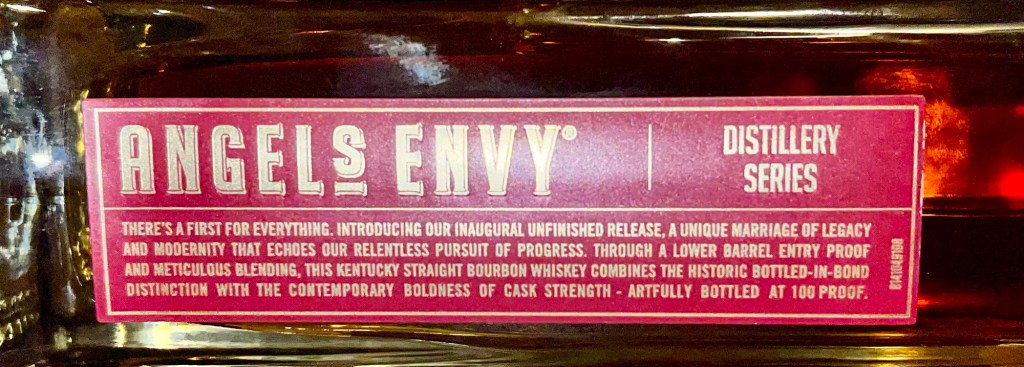 ANGELS ENVY®
DISTILLERY
SERIES
THERE'S A FIRST FOR EVERYTHING. INTRODUCING OUR INAUGURAL UNFINISHED RELEASE, A UNIQUE MARRIAGE OF LEGACY
AND MODERNITY THAT ECHOES OUR RELENTLESS PURSUIT OF PROGRESS. THROUGH A LOWER BARREL ENTRY PROOF
AND METICULOUS BLENDING, THIS KENTUCKY STRAIGHT BOURBON WHISKEY COMBINES THE HISTORIC BOTTLED-IN-BOND
DISTINCTION WITH THE CONTEMPORARY BOLDNESS OF CASK STRENGTH - ARTFULLY BOTTLED AT 100 PROOF.